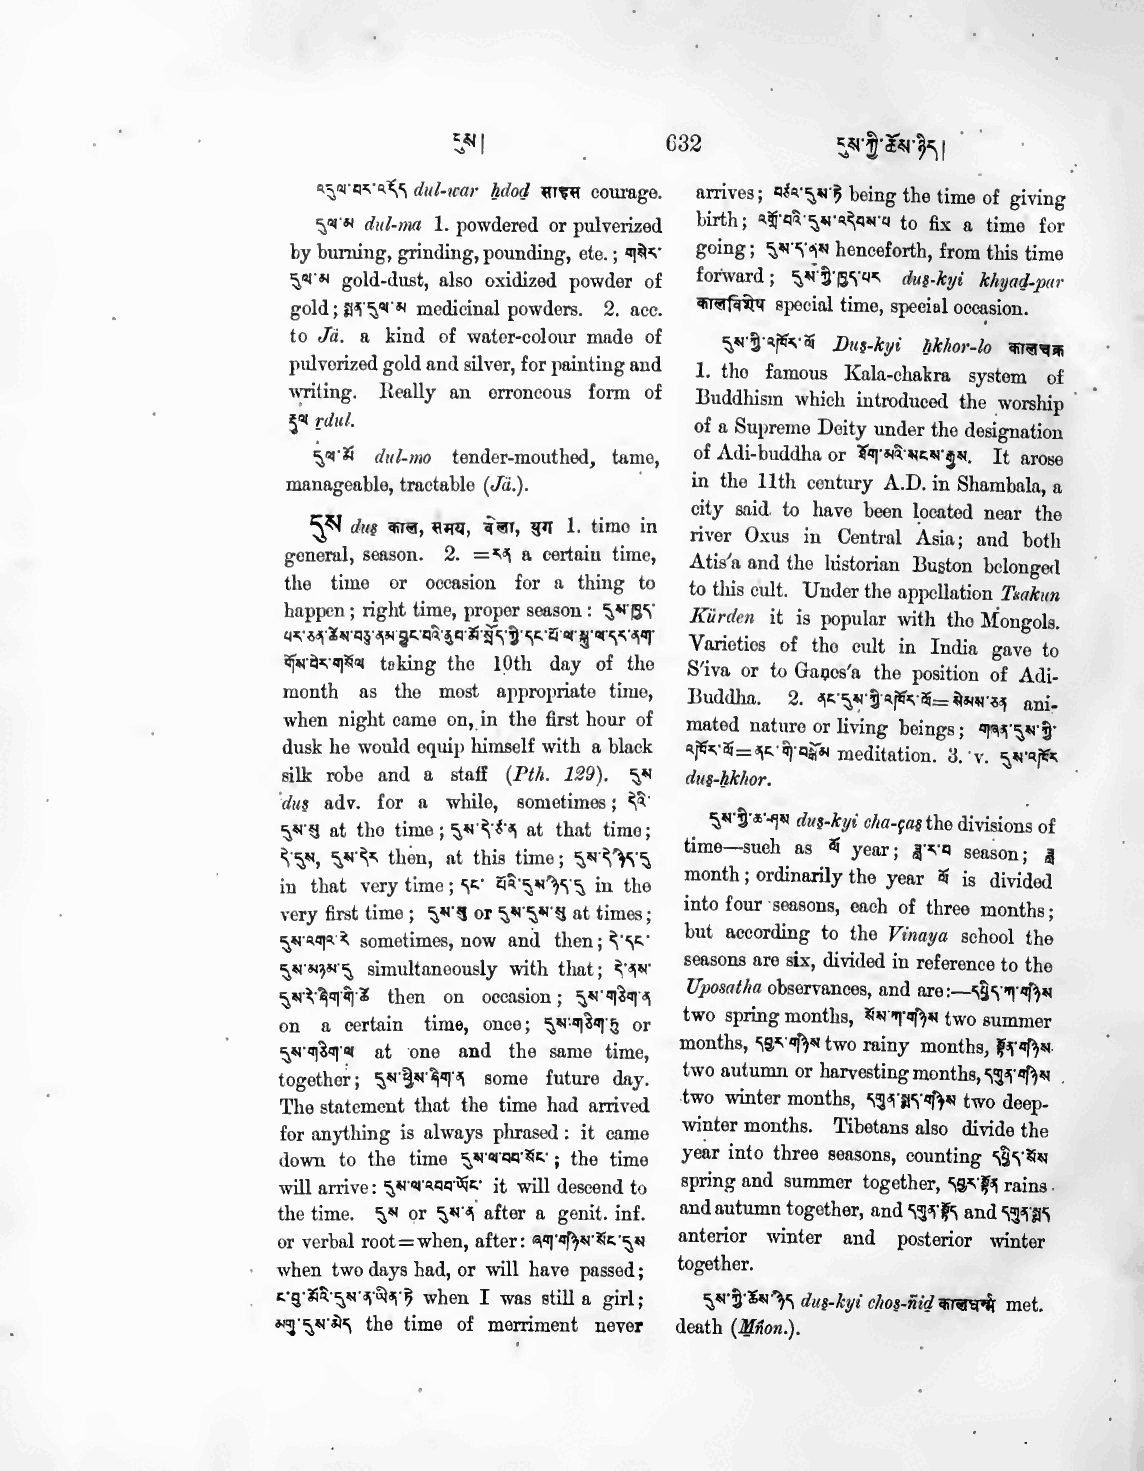 དུས། 632 དུས་ཀྱི་ཆོས་ཉིད།
འདུལ་བར་འདོད dul-war ḥdod साहस courage.
དུལ་མ dul-ma 1. powdered or pulverized
by burning, grinding, pounding, etc.; གསེར་
དུལ་མ gold-dust, also oxidized powder of
gold; སྨན་དུལ་མ medicinal powders. 2. acc.
to Jä. a kind of water-colour made of
pulverized gold and silver, for painting and
writing. Really an erroneous form of
རྡུལ rdul.
དུལ་མོ dul-mo tender-mouthed, tame,
manageable, tractable (Jä.).
དུས dus काल, समय, वेला, युग 1. time in
general, season. 2. =རན a certain time,
the time or occasion for a thing to
happen; right time, proper season: དུས་ཁྱད་
པར་ཅན་ཚེས་བཅུ་ནམ་བྱུང་བའི་ནུབ་མོ་སྲོད་ཀྱི་དང་པོ་ལ་སྐུ་ལ་དར་ནག་
གོས་བེར་གསོལ taking the 10th day of the
month as the most appropriate time,
when night came on, in the first hour of
dusk he would equip himself with a black
silk robe and a staff (Pth. 129). དུས
dus adv. for a while, sometimes; དེའི་
དུས་སུ at the time; དུས་དེ་ཙ་ན at that time;
དེ་དུས, དུས་དེར then, at this time; དུས་དེ་ཉིད་དུ
in that very time; དང་པོའི་དུས་ཉིད་དུ in the
very first time; དུས་སུ or དུས་དུས་སུ at times;
དུས་འགའ་རེ sometimes, now and then; དེ་དང་
དུས་མཉམ་དུ simultaneously with that; དེ་ནས་
དུས་རེ་ཞིག་གི་ཚེ then on occasion; དུས་གཅིག་ན
on a certain time, once; དུས་གཅིག་ཏུ or
དུས་གཅིག་ལ at one and the same time,
together; དུས་ཕྱིས་ཞིག་ན some future day.
The statement that the time had arrived
for anything is always phrased: it came
down to the time དུས་ལ་བབ་སོང་; the time
will arrive: དུས་ལ་འབབ་ཡོང་ it will descend to
the time. དུས or དུས་ན after a genit. inf.
or verbal root=when, after: ཞག་གཉིས་སོང་དུས
when two days had, or will have passed;
ང་བུ་མོའི་དུས་ན་ཡིན་ཏེ when I was still a girl;
མགུ་དུས་མེད the time of merriment never
arrives; བཙའ་དུས་ཏེ being the time of giving
birth; འགྲོ་བའི་དུས་འདེབས་པ to fix a time for
going; དུས་ད་ནས henceforth, from this time
forward; དུས་ཀྱི་ཁྱད་པར dus-kyi khyad-par
कालविशेष special time, special occasion.
དུས་ཀྱི་འཁོར་ལོ Dus-kyi ḥkhor-lo कालचक्र
1. the famous Kala-chakra system of
Buddhism which introduced the worship
of a Supreme Deity under the designation
of Adi-buddha or ཐོག་མའི་སངས་རྒྱས. It arose
in the 11th century A.D. in Shambala, a
city said to have been located near the
river Oxus in Central Asia; and both
Atis'a and the historian Buston belonged
to this cult. Under the appellation Tsakun
Kürden it is popular with the Mongols.
Varieties of the cult in India gave to
S'iva or to Gaṇes'a the position of Adi-
Buddha. 2. ནང་དུས་ཀྱི་འཁོར་ལོ=སེམས་ཅན ani-
mated nature or living beings; གཞན་དུས་ཀྱི་
འཁོར་ལོ=ནང་གི་བསྒོམ meditation. 3. v. དུས་འཁོར
dus-ḥkhor.
དུས་ཀྱི་ཆ་ཤས dus-kyi cha-ças the divisions of
time—such as ལོ year; ཟླ་ར་བ season; ཟླ
month; ordinarily the year ལོ is divided
into four seasons, each of three months;
but according to the Vinaya school the
seasons are six, divided in reference to the
Uposatha observances, and are:—དཔྱིད་ཀ་གཉིས
two spring months, སོས་ཀ་གཉིས two summer
months, དབྱར་གཉིས two rainy months, སྟོན་གཉིས
two autumn or harvesting months, དགུན་གཉིས
two winter months, དགུན་སྨད་གཉིས two deep-
winter months. Tibetans also divide the
year into three seasons, counting དཔྱིད་སོས
spring and summer together, དབྱར་སྟོན rains
and autumn together, and དགུན་སྟོད and དགུན་སྨད
anterior winter and posterior winter
together.
དུས་ཀྱི་ཆོས་ཉིད dus-kyi chos-ñid कालधर्म्म met.
death (Mñon.).